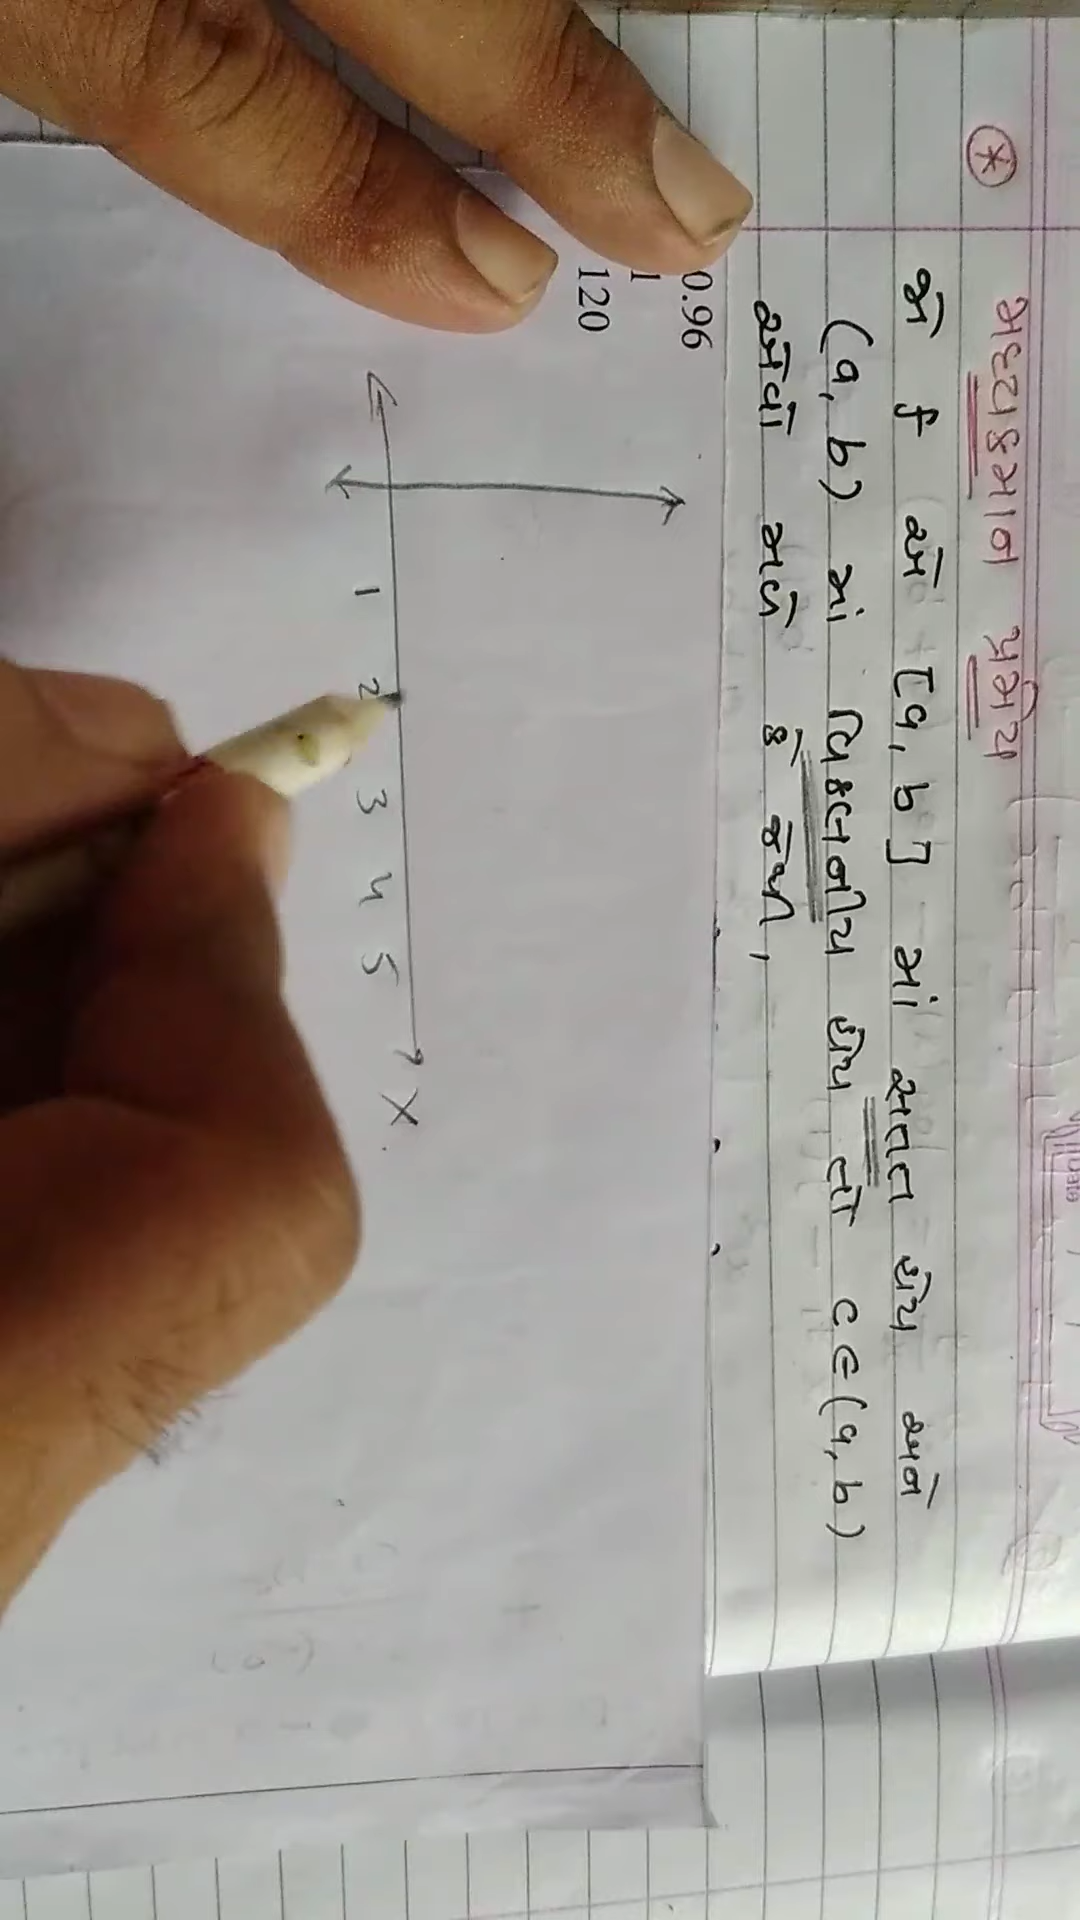 * મધ્યકમાન પ્રમેય
જો f એ [a, b] માં સતત હોય અને
(a, b) માં વિકલનીય હોય તો c ∈ (a, b)
એવો મળે કે જેથી,
0.96
1
120
1 2 3 4 5 X